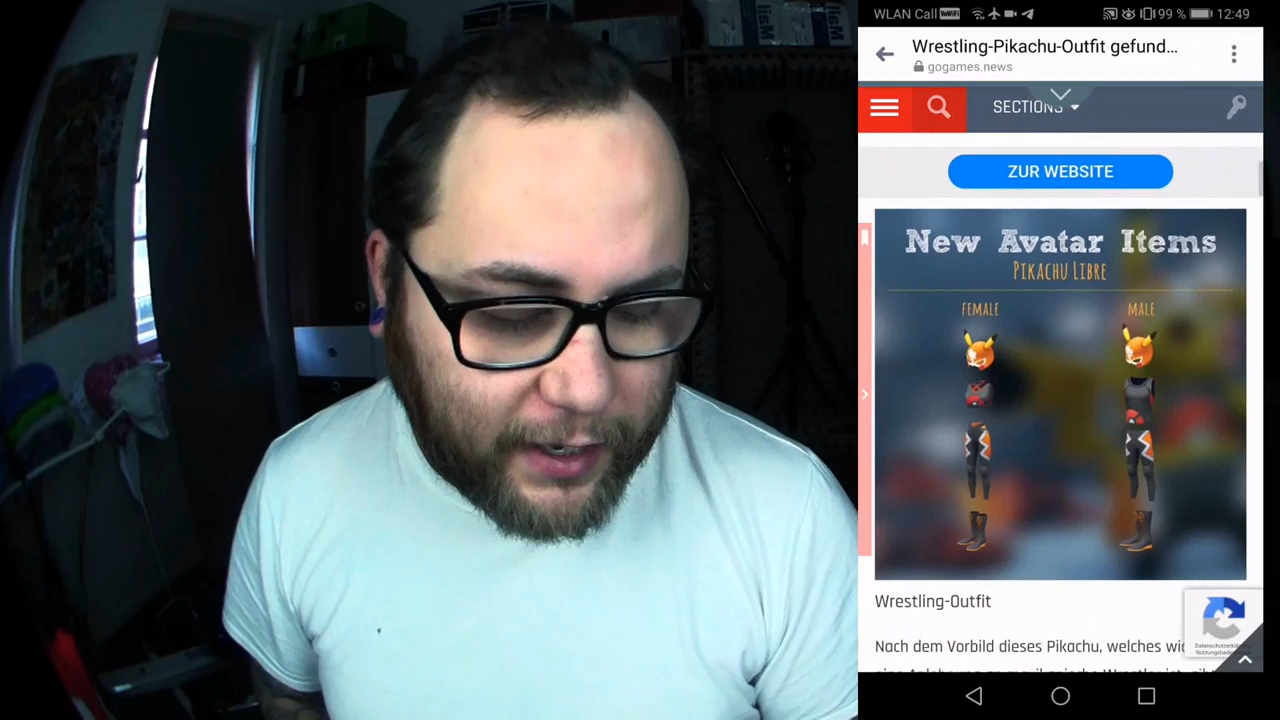 WLAN Call VoWiFi 99 % 12:49
Wrestling-Pikachu-Outfit gefund...
gogames.news
SECTIONS
ZUR WEBSITE
New Avatar Items
Pikachu Libre
FEMALE
MALE
Wrestling-Outfit
Nach dem Vorbild dieses Pikachu, welches